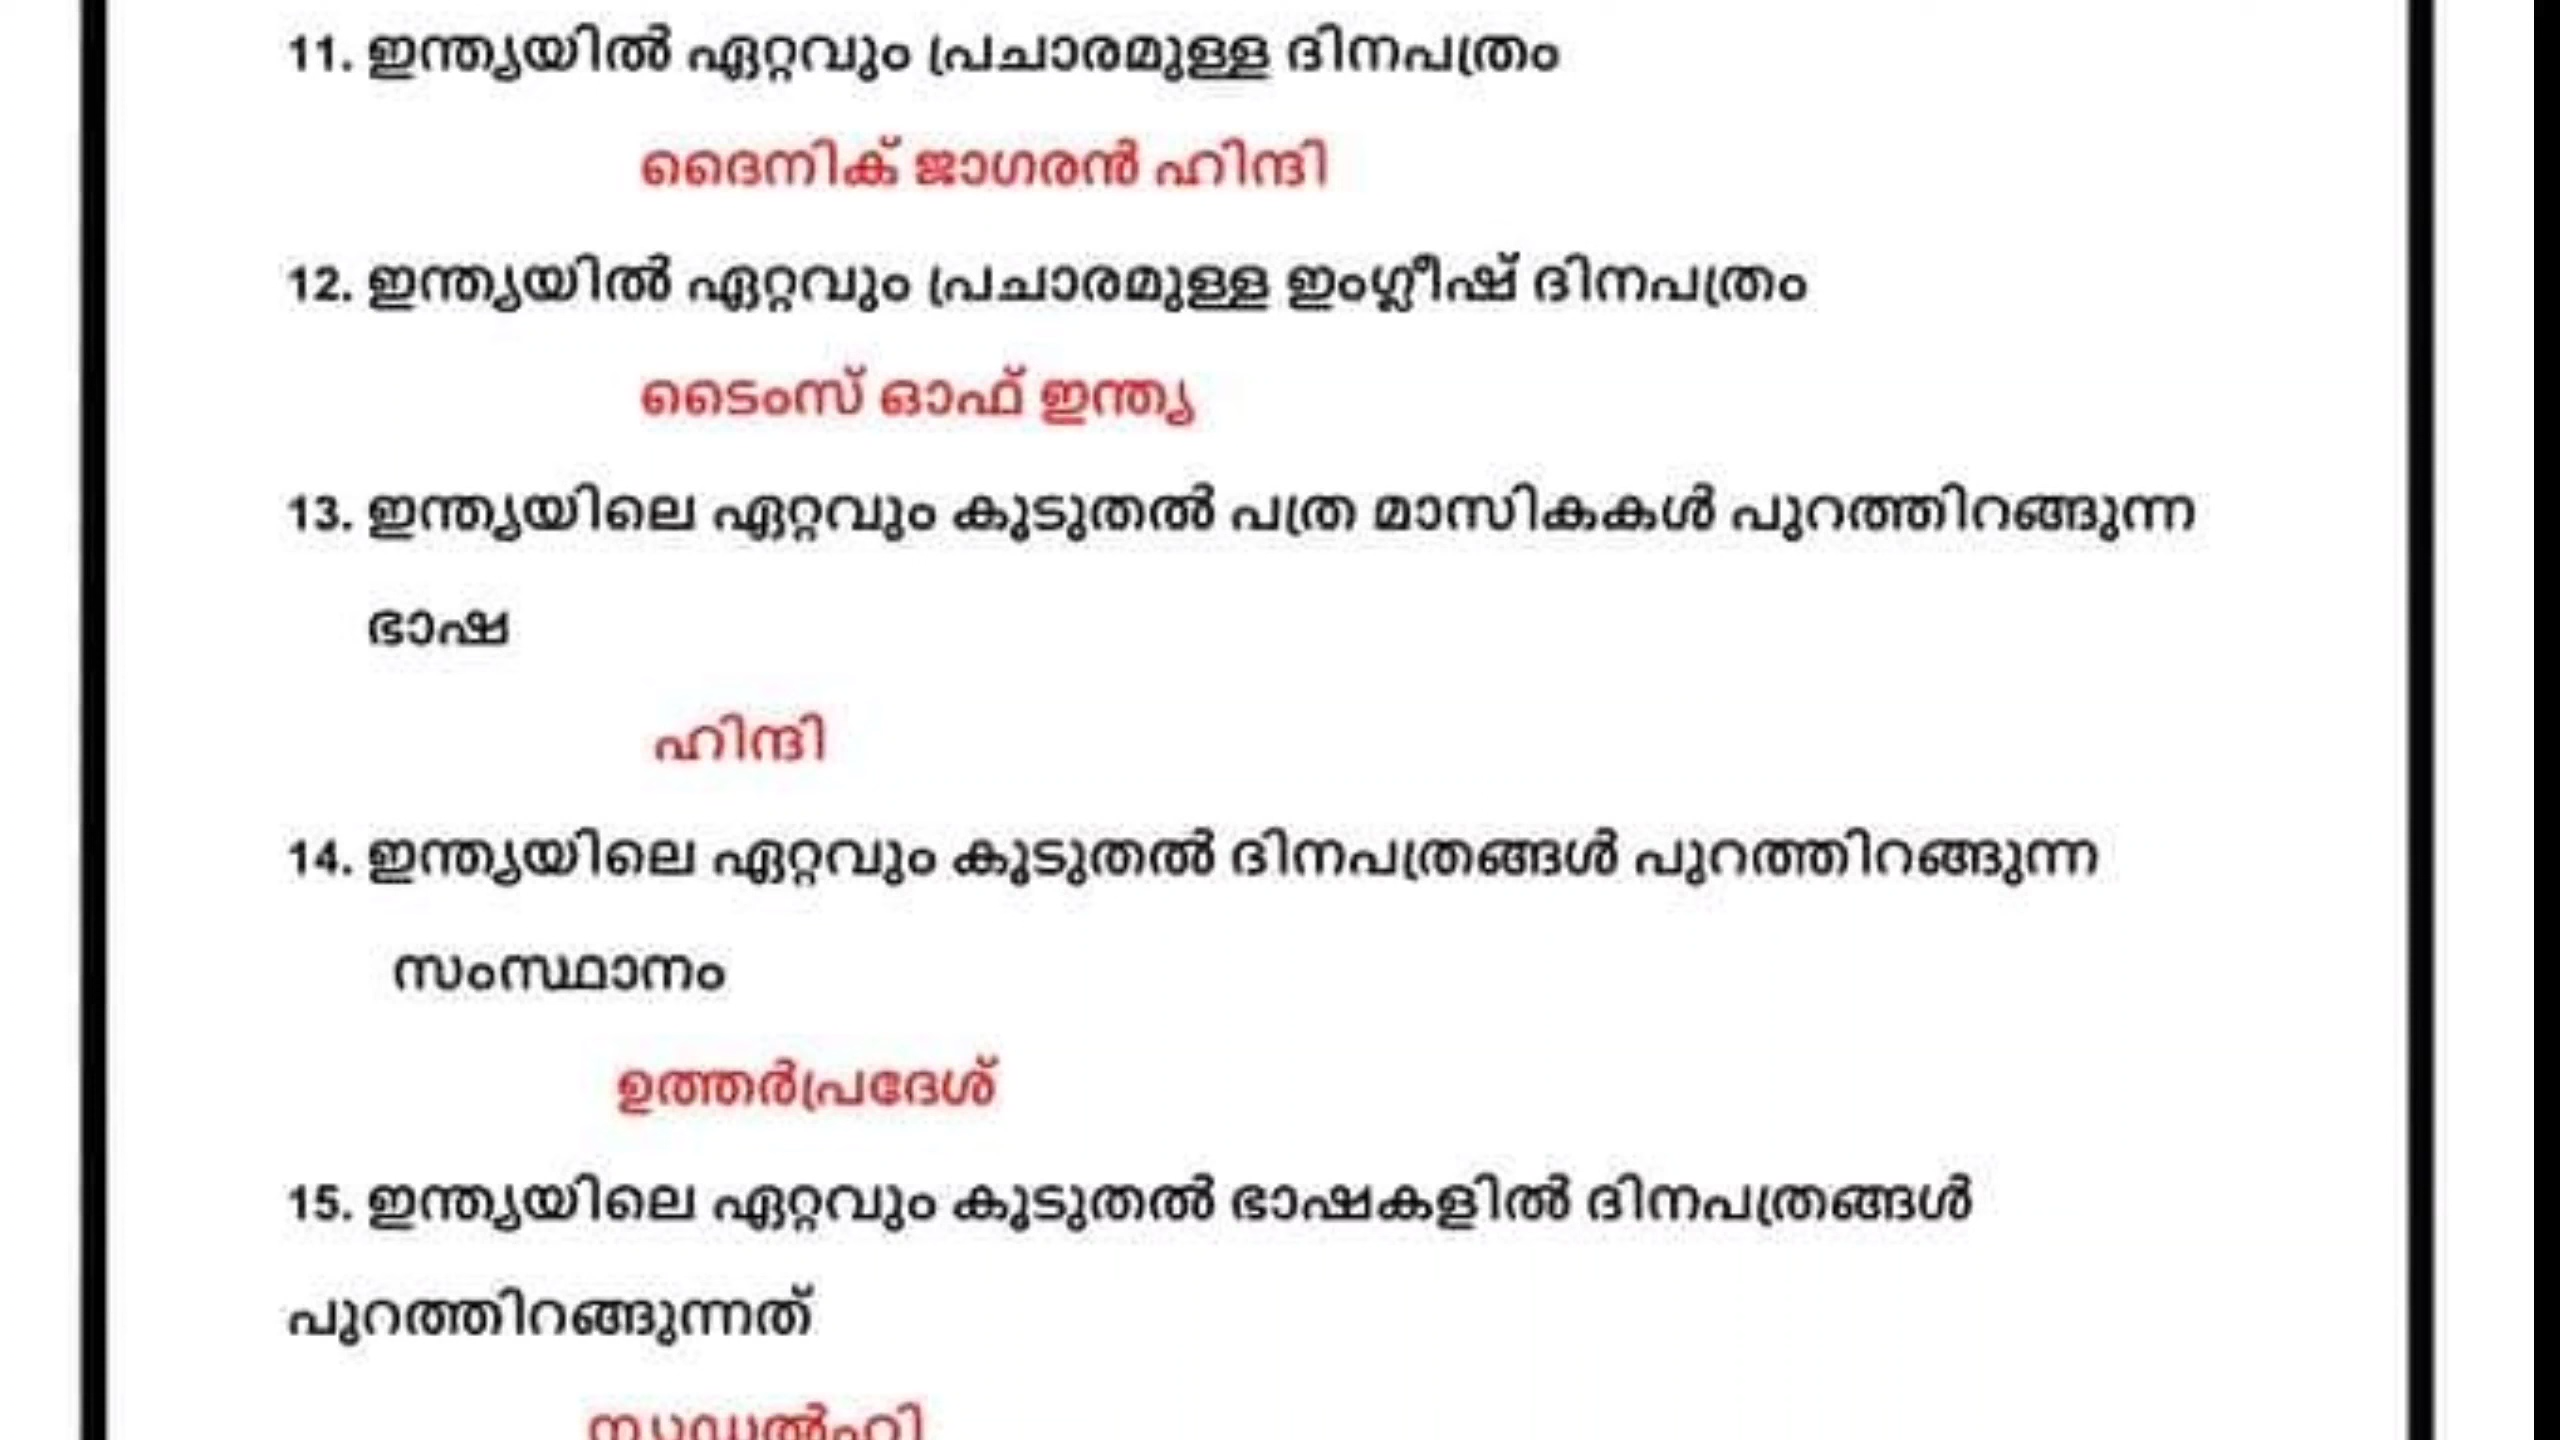 11. ഇന്ത്യയിൽ ഏറ്റവും പ്രചാരമുള്ള ദിനപത്രം
ദൈനിക് ജാഗരൻ ഹിന്ദി
12. ഇന്ത്യയിൽ ഏറ്റവും പ്രചാരമുള്ള ഇംഗ്ലീഷ് ദിനപത്രം
ടൈംസ് ഓഫ് ഇന്ത്യ
13. ഇന്ത്യയിലെ ഏറ്റവും കൂടുതൽ പത്ര മാസികകൾ പുറത്തിറങ്ങുന്ന
ഭാഷ
ഹിന്ദി
14. ഇന്ത്യയിലെ ഏറ്റവും കൂടുതൽ ദിനപത്രങ്ങൾ പുറത്തിറങ്ങുന്ന
സംസ്ഥാനം
ഉത്തർപ്രദേശ്
15. ഇന്ത്യയിലെ ഏറ്റവും കൂടുതൽ ഭാഷകളിൽ ദിനപത്രങ്ങൾ
പുറത്തിറങ്ങുന്നത്